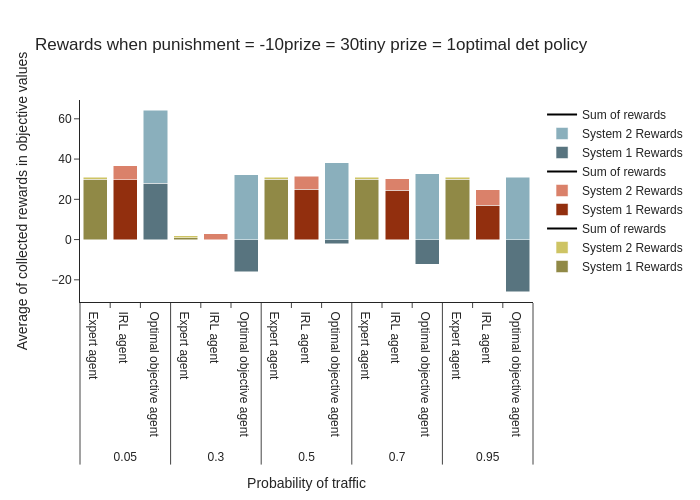 Rewards when punishment = -10prize = 30tiny prize = 1optimal det policy
Average of collected rewards in objective values
60
40
20
0
−20
Expert agent
IRL agent
Optimal objective agent
Expert agent
IRL agent
Optimal objective agent
Expert agent
IRL agent
Optimal objective agent
Expert agent
IRL agent
Optimal objective agent
Expert agent
IRL agent
Optimal objective agent
0.05
0.3
0.5
0.7
0.95
Probability of traffic
Sum of rewards
System 2 Rewards
System 1 Rewards
Sum of rewards
System 2 Rewards
System 1 Rewards
Sum of rewards
System 2 Rewards
System 1 Rewards